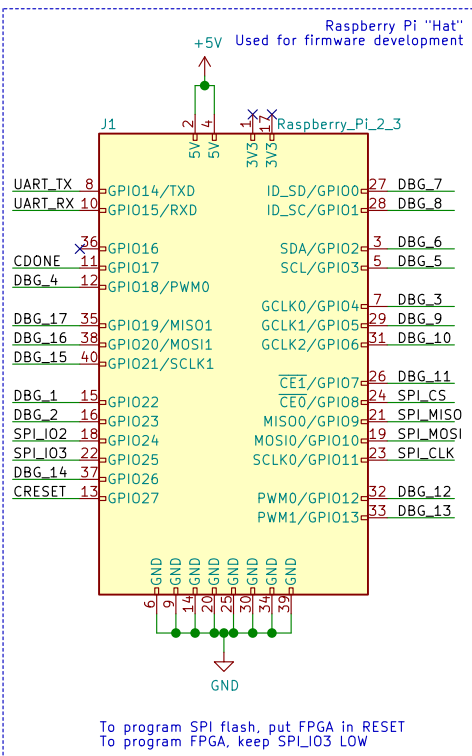 Raspberry Pi "Hat"
Used for firmware development
+5V
J1
Raspberry_Pi_2_3
2 4 1 17
5V 5V 3V3 3V3
UART_TX 8 GPIO14/TXD ID_SD/GPIO0 27 DBG_7
UART_RX 10 GPIO15/RXD ID_SC/GPIO1 28 DBG_8
36 GPIO16 SDA/GPIO2 3 DBG_6
CDONE 11 GPIO17 SCL/GPIO3 5 DBG_5
DBG_4 12 GPIO18/PWM0
GCLK0/GPIO4 7 DBG_3
DBG_17 35 GPIO19/MISO1 GCLK1/GPIO5 29 DBG_9
DBG_16 38 GPIO20/MOSI1 GCLK2/GPIO6 31 DBG_10
DBG_15 40 GPIO21/SCLK1
CE1/GPIO7 26 DBG_11
DBG_1 15 GPIO22 CE0/GPIO8 24 SPI_CS
DBG_2 16 GPIO23 MISO0/GPIO9 21 SPI_MISO
SPI_IO2 18 GPIO24 MOSI0/GPIO10 19 SPI_MOSI
SPI_IO3 22 GPIO25 SCLK0/GPIO11 23 SPI_CLK
DBG_14 37 GPIO26
CRESET 13 GPIO27 PWM0/GPIO12 32 DBG_12
PWM1/GPIO13 33 DBG_13
GND GND GND GND GND GND GND GND
6 9 14 20 25 30 34 39
GND
To program SPI flash, put FPGA in RESET
To program FPGA, keep SPI_IO3 LOW